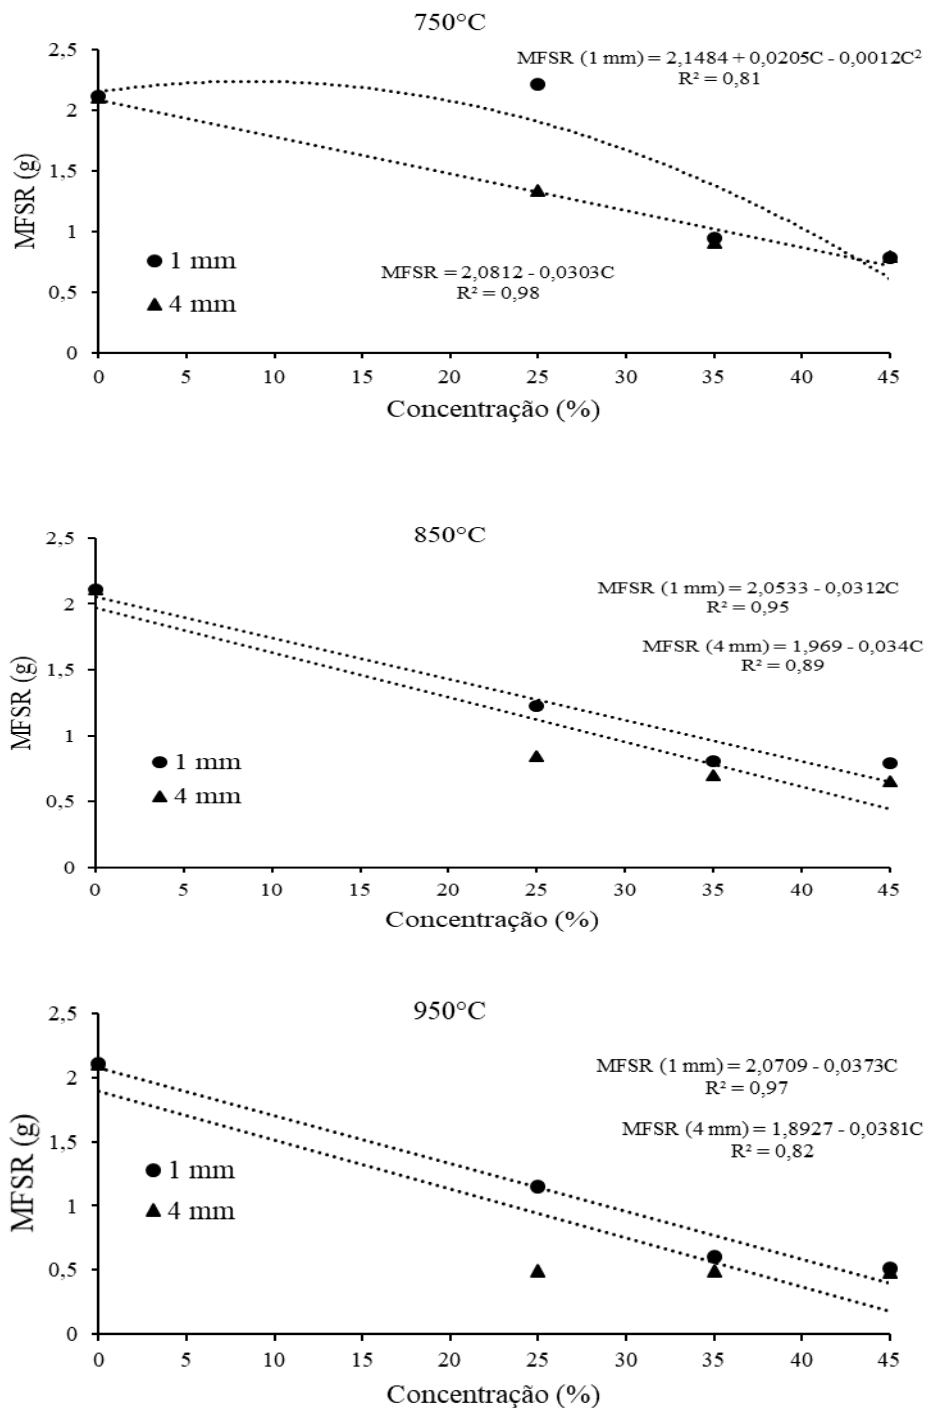 750°C
MFSR (1 mm) = 2,1484 + 0,0205C - 0,0012C²
R² = 0,81
2,5
2
1,5
1
0,5
0
MFSR (g)
1 mm
4 mm
MFSR = 2,0812 - 0,0303C
R² = 0,98
0 5 10 15 20 25 30 35 40 45
Concentração (%)
850°C
MFSR (1 mm) = 2,0533 - 0,0312C
R² = 0,95
MFSR (4 mm) = 1,969 - 0,034C
R² = 0,89
2,5
2
1,5
1
0,5
0
MFSR (g)
1 mm
4 mm
0 5 10 15 20 25 30 35 40 45
Concentração (%)
950°C
MFSR (1 mm) = 2,0709 - 0,0373C
R² = 0,97
MFSR (4 mm) = 1,8927 - 0,0381C
R² = 0,82
2,5
2
1,5
1
0,5
0
MFSR (g)
1 mm
4 mm
0 5 10 15 20 25 30 35 40 45
Concentração (%)